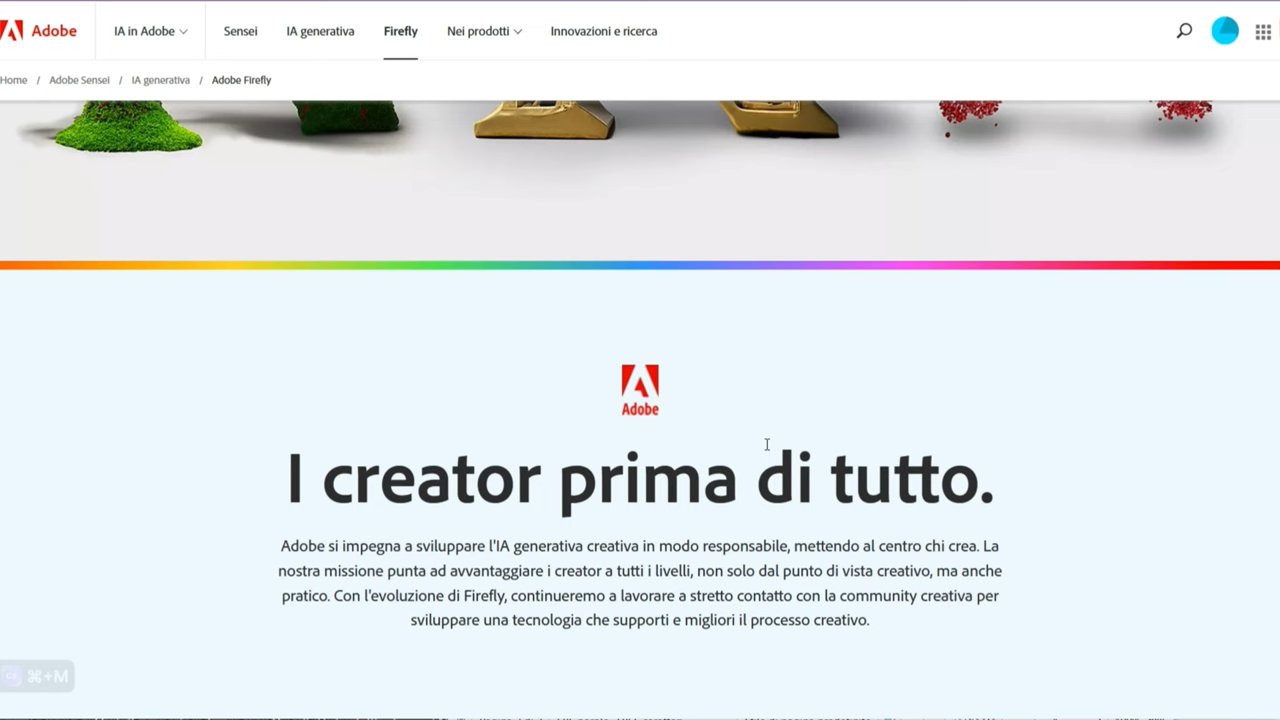 Adobe
IA in Adobe
Sensei
IA generativa
Firefly
Nei prodotti
Innovazioni e ricerca
Home / Adobe Sensei / IA generativa / Adobe Firefly
Adobe
I creator prima di tutto.
Adobe si impegna a sviluppare l'IA generativa creativa in modo responsabile, mettendo al centro chi crea. La
nostra missione punta ad avvantaggiare i creator a tutti i livelli, non solo dal punto di vista creativo, ma anche
pratico. Con l'evoluzione di Firefly, continueremo a lavorare a stretto contatto con la community creativa per
sviluppare una tecnologia che supporti e migliori il processo creativo.
⌘+M